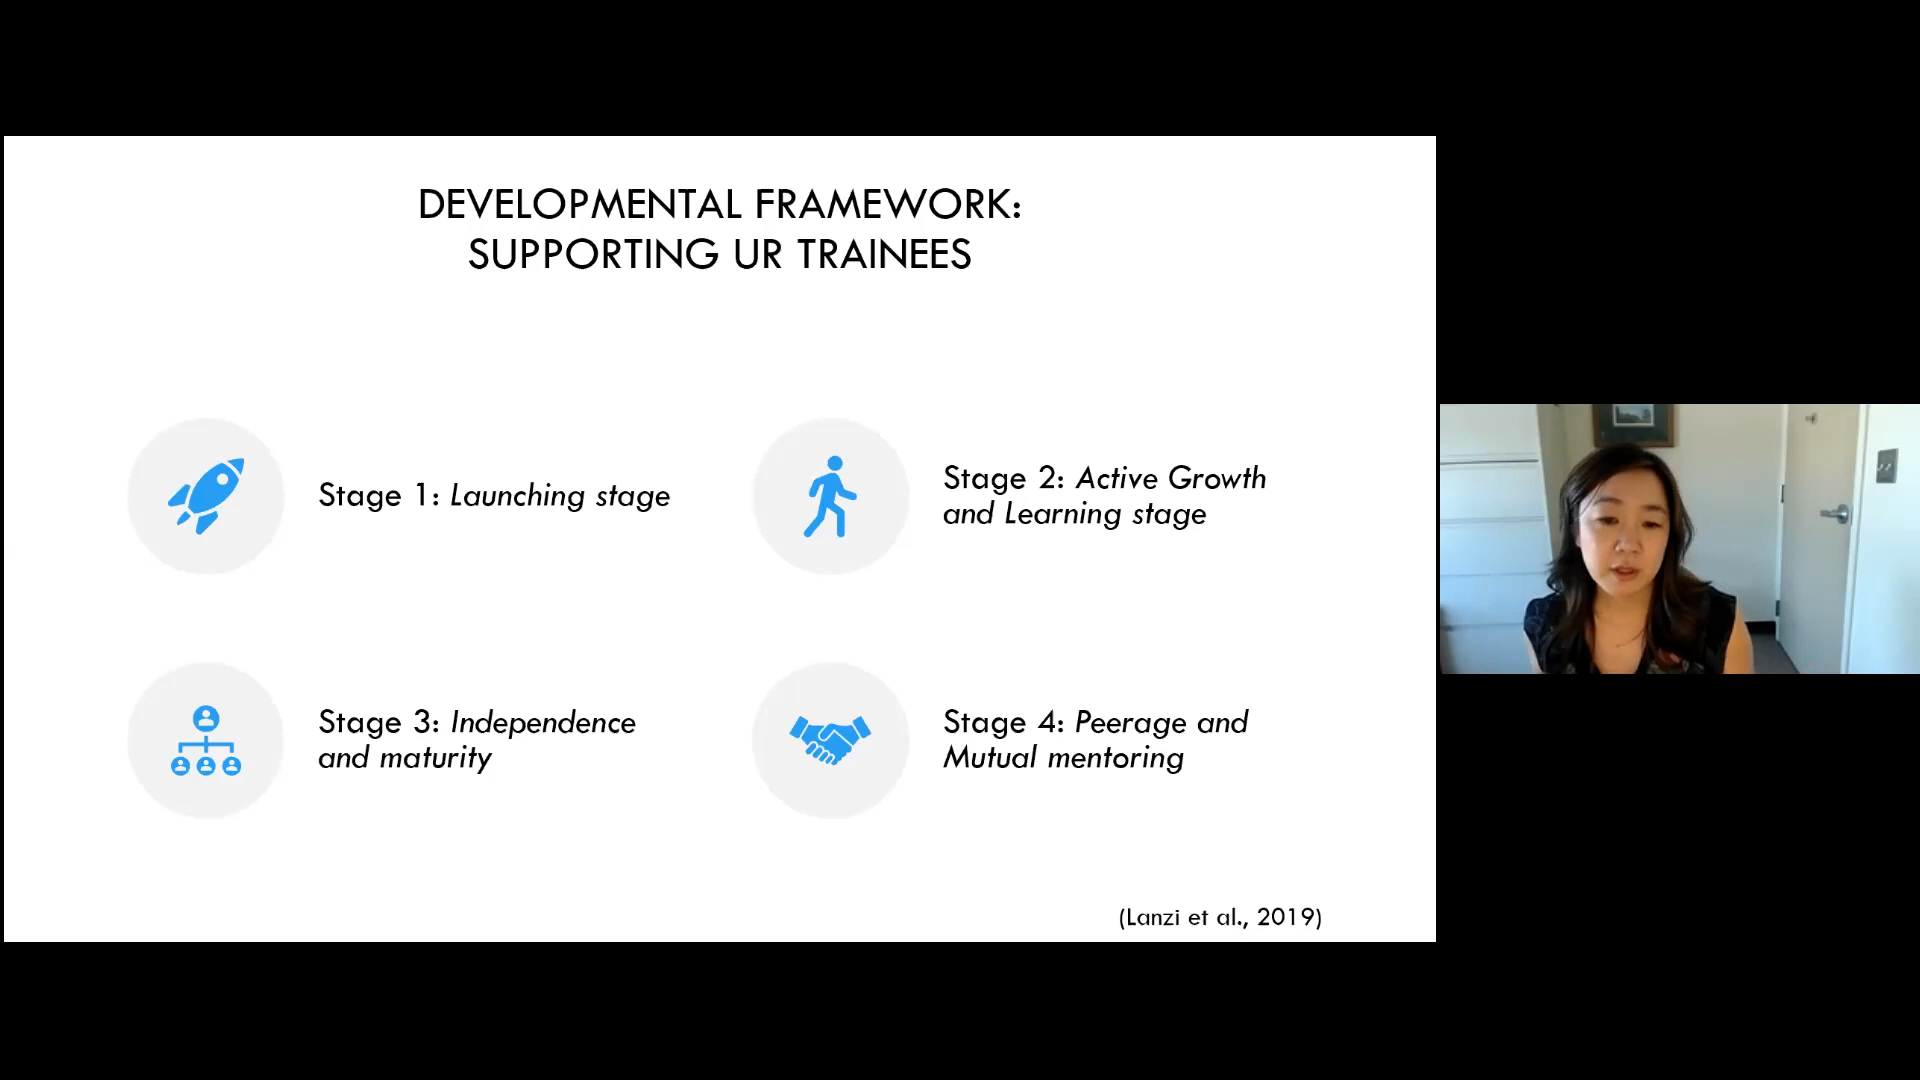 DEVELOPMENTAL FRAMEWORK:
SUPPORTING UR TRAINEES
Stage 1: Launching stage
Stage 2: Active Growth
and Learning stage
Stage 3: Independence
and maturity
Stage 4: Peerage and
Mutual mentoring
(Lanzi et al., 2019)